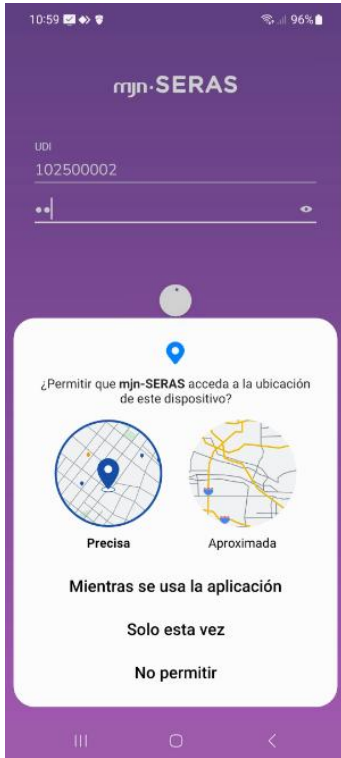 10:59 96%
mjn·SERAS
UDI
102500002
••
¿Permitir que mjn-SERAS acceda a la ubicación
de este dispositivo?
Precisa Aproximada
Mientras se usa la aplicación
Solo esta vez
No permitir